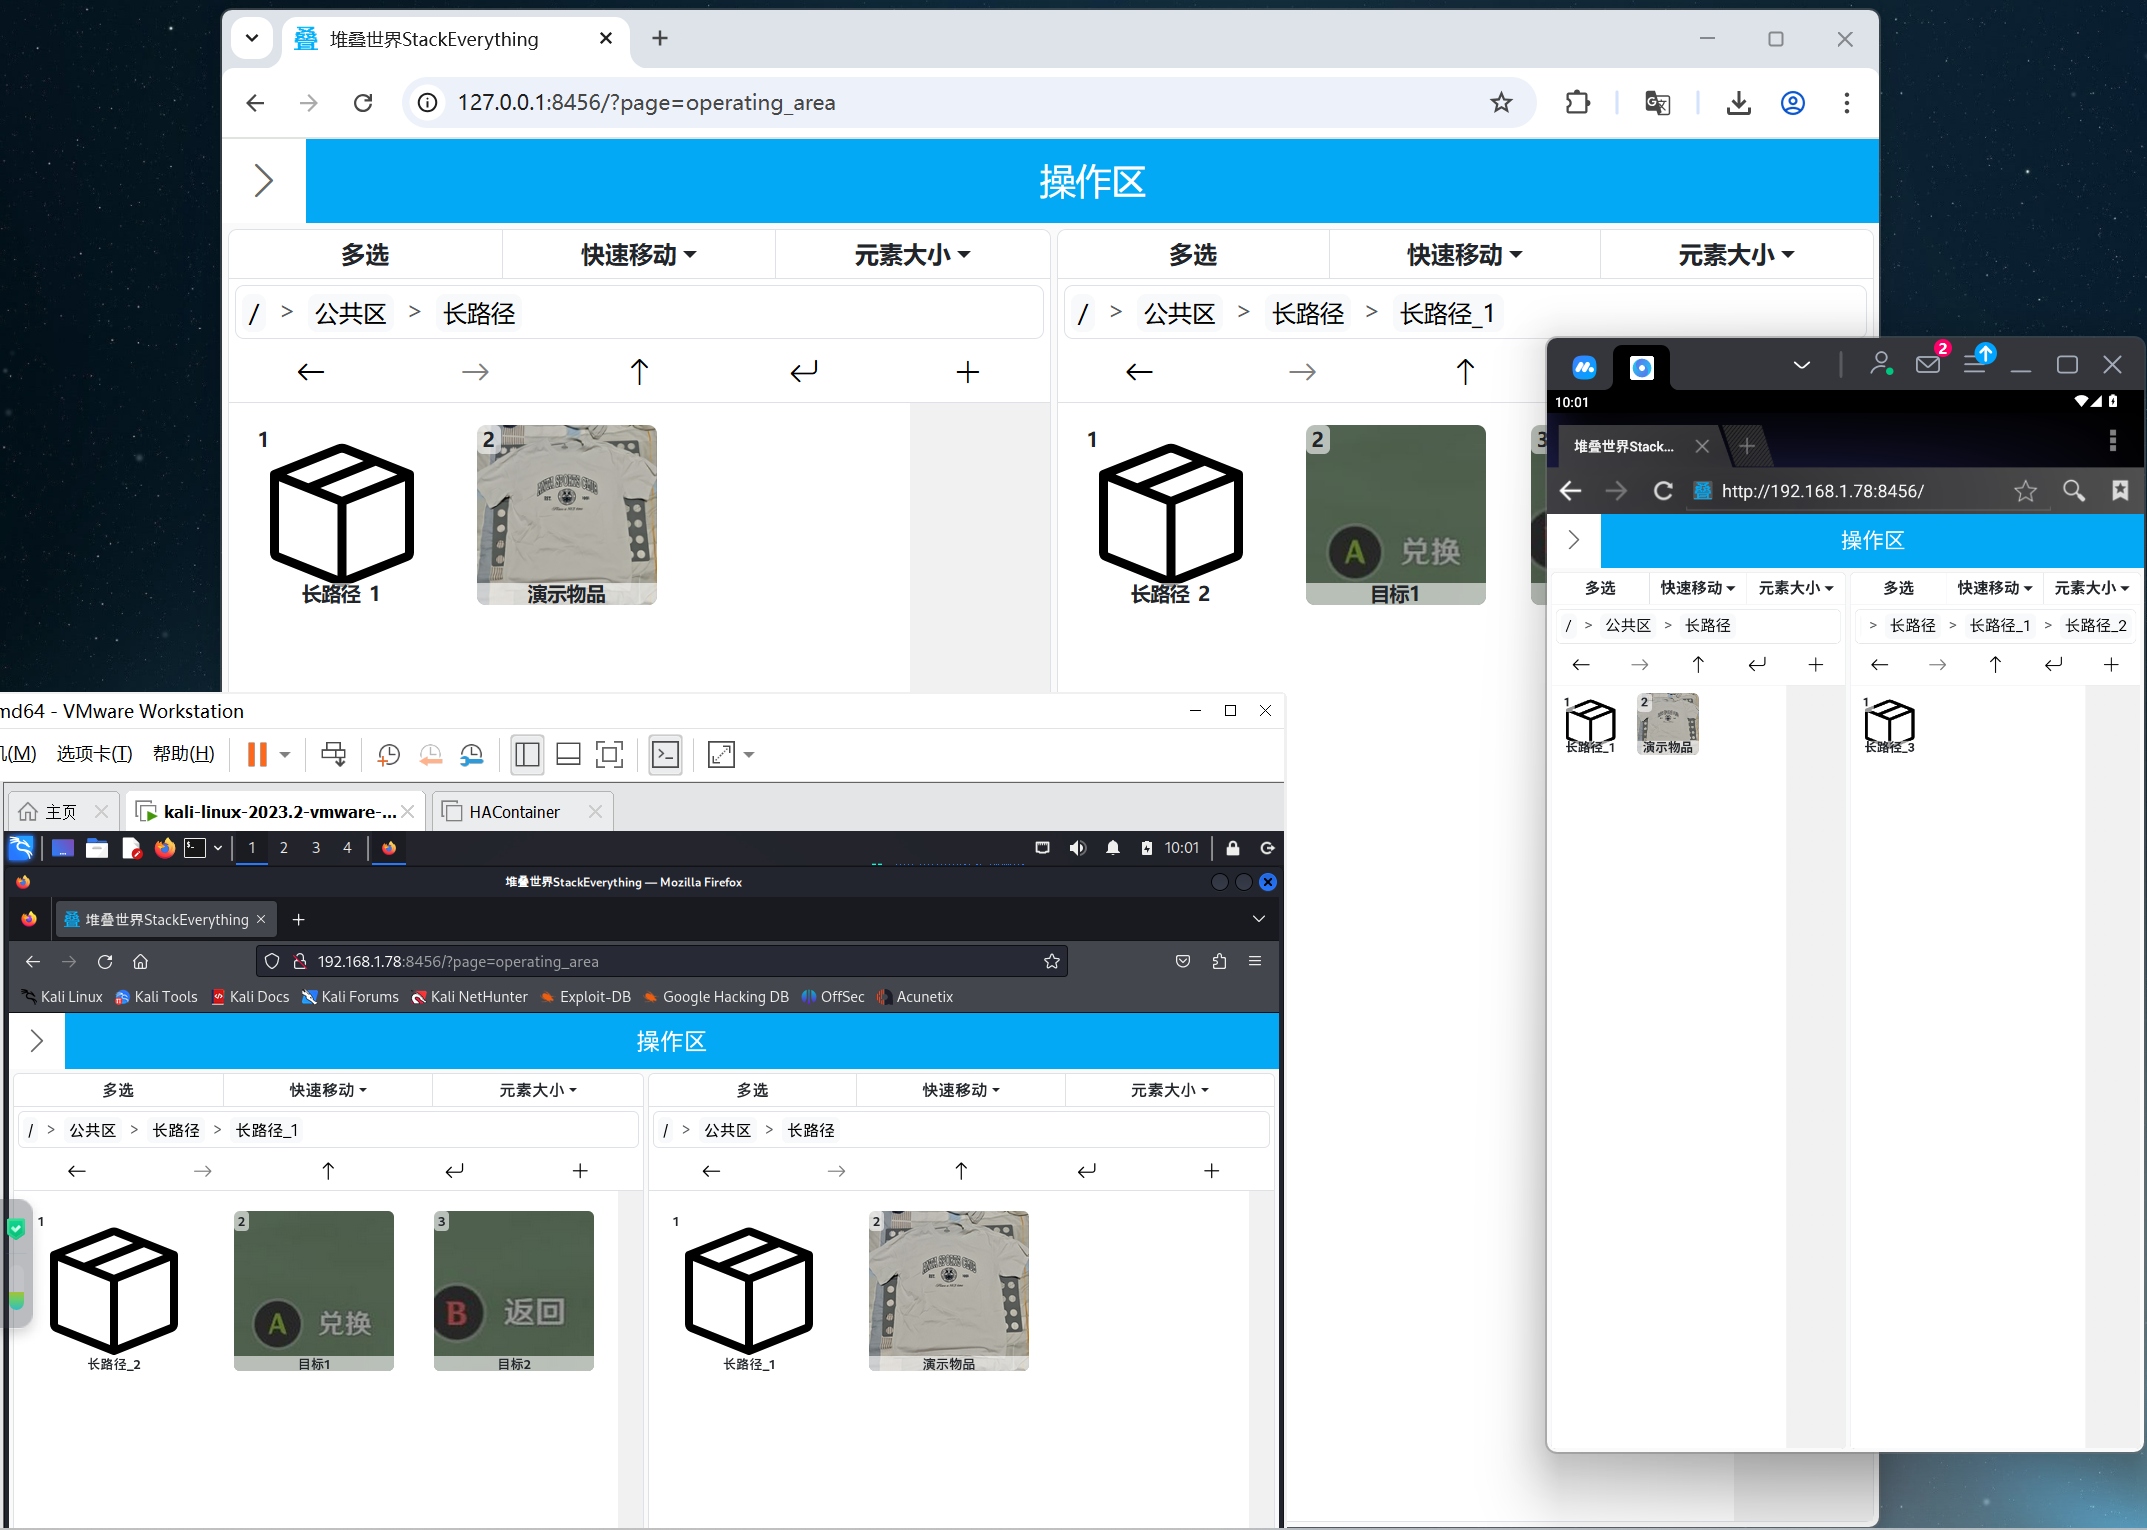 堆叠世界StackEverything
127.0.0.1:8456/?page=operating_area
操作区
多选 快速移动 元素大小 多选 快速移动 元素大小
/ > 公共区 > 长路径 / > 公共区 > 长路径 > 长路径_1
1 2 1 2 3
A 兑换
长路径_1 演示物品 长路径_2 目标1
2
10:01
堆叠世界Stack...
http://192.168.1.78:8456/
操作区
多选 快速移动 元素大小 多选 快速移动 元素大小
/ > 公共区 > 长路径 > 长路径 > 长路径_1 > 长路径_2
1 2 1
长路径_1 演示物品 长路径_3
md64 - VMware Workstation
机(M) 选项卡(T) 帮助(H)
主页 kali-linux-2023.2-vmware-... HAContainer
1 2 3 4 10:01
堆叠世界StackEverything — Mozilla Firefox
堆叠世界StackEverything
192.168.1.78:8456/?page=operating_area
Kali Linux Kali Tools Kali Docs Kali Forums Kali NetHunter Exploit-DB Google Hacking DB OffSec Acunetix
操作区
多选 快速移动 元素大小 多选 快速移动 元素大小
/ > 公共区 > 长路径 > 长路径_1 / > 公共区 > 长路径
1 2 3 1 2
A 兑换 B 返回
长路径_2 目标1 目标2 长路径_1 演示物品